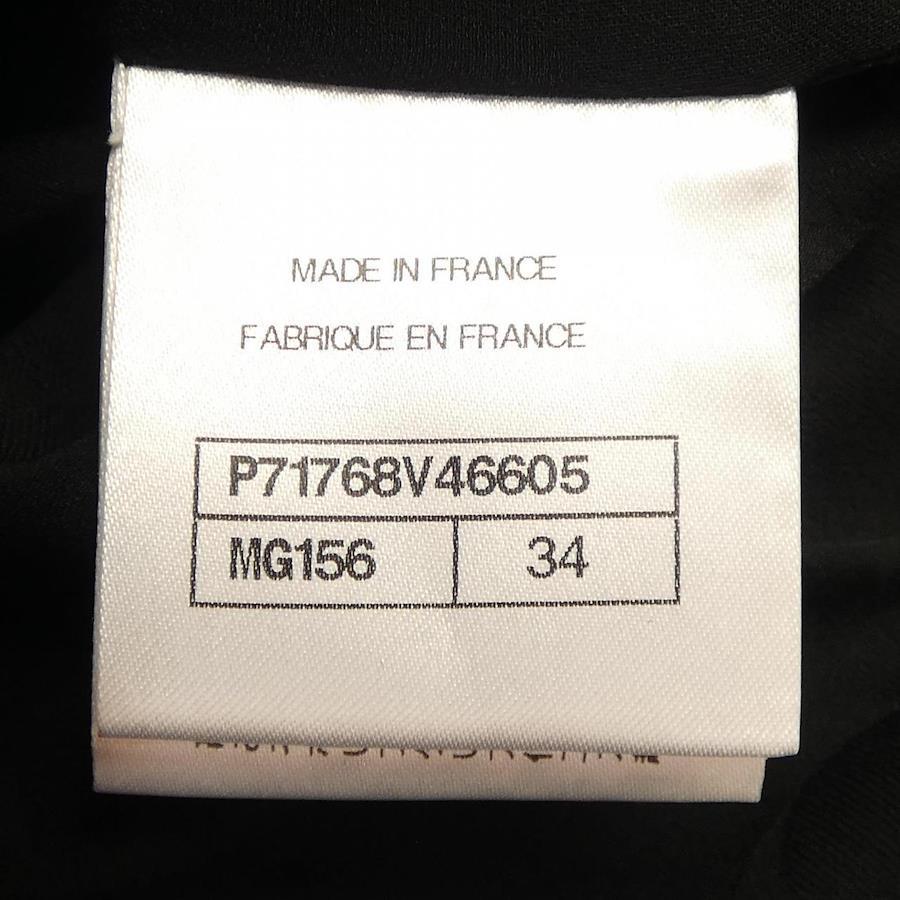 MADE IN FRANCE
FABRIQUE EN FRANCE
P71768V46605
MG156 34